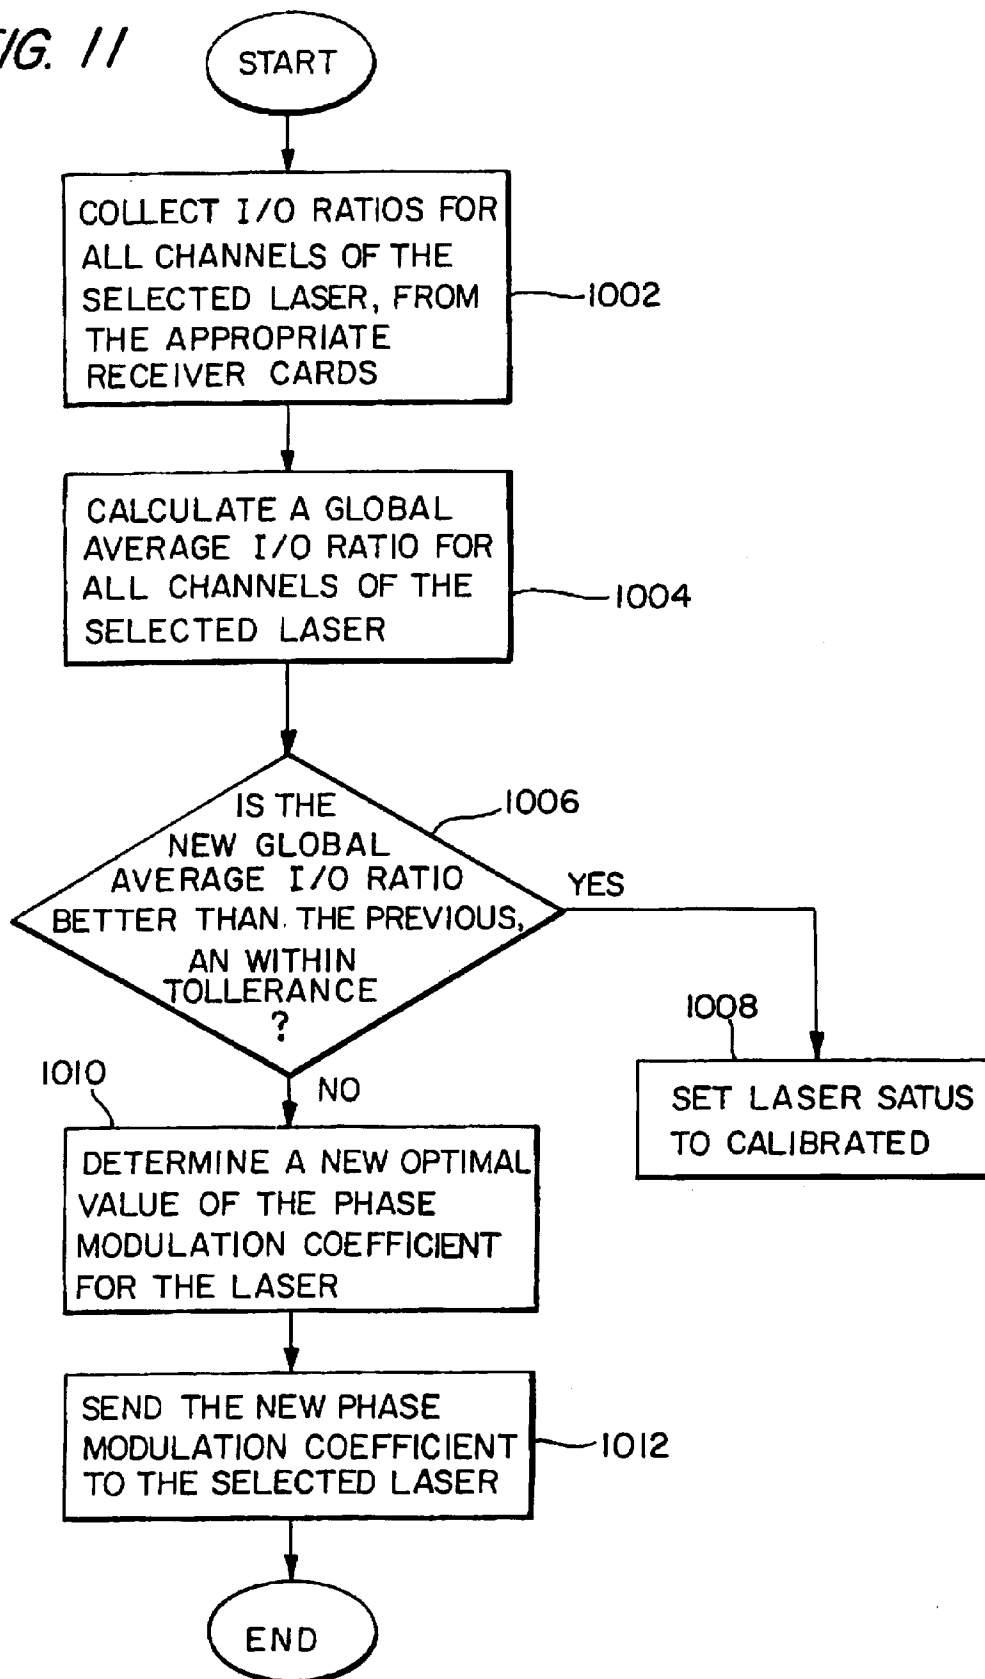 FIG. 11
START
COLLECT I/O RATIOS FOR
ALL CHANNELS OF THE
SELECTED LASER, FROM
THE APPROPRIATE
RECEIVER CARDS
1002
CALCULATE A GLOBAL
AVERAGE I/O RATIO FOR
ALL CHANNELS OF THE
SELECTED LASER
1004
IS THE
NEW GLOBAL
AVERAGE I/O RATIO
BETTER THAN THE PREVIOUS,
AN WITHIN
TOLLERANCE
?
1006
YES
1008
SET LASER SATUS
TO CALIBRATED
NO
1010
DETERMINE A NEW OPTIMAL
VALUE OF THE PHASE
MODULATION COEFFICIENT
FOR THE LASER
SEND THE NEW PHASE
MODULATION COEFFICIENT
TO THE SELECTED LASER
1012
END